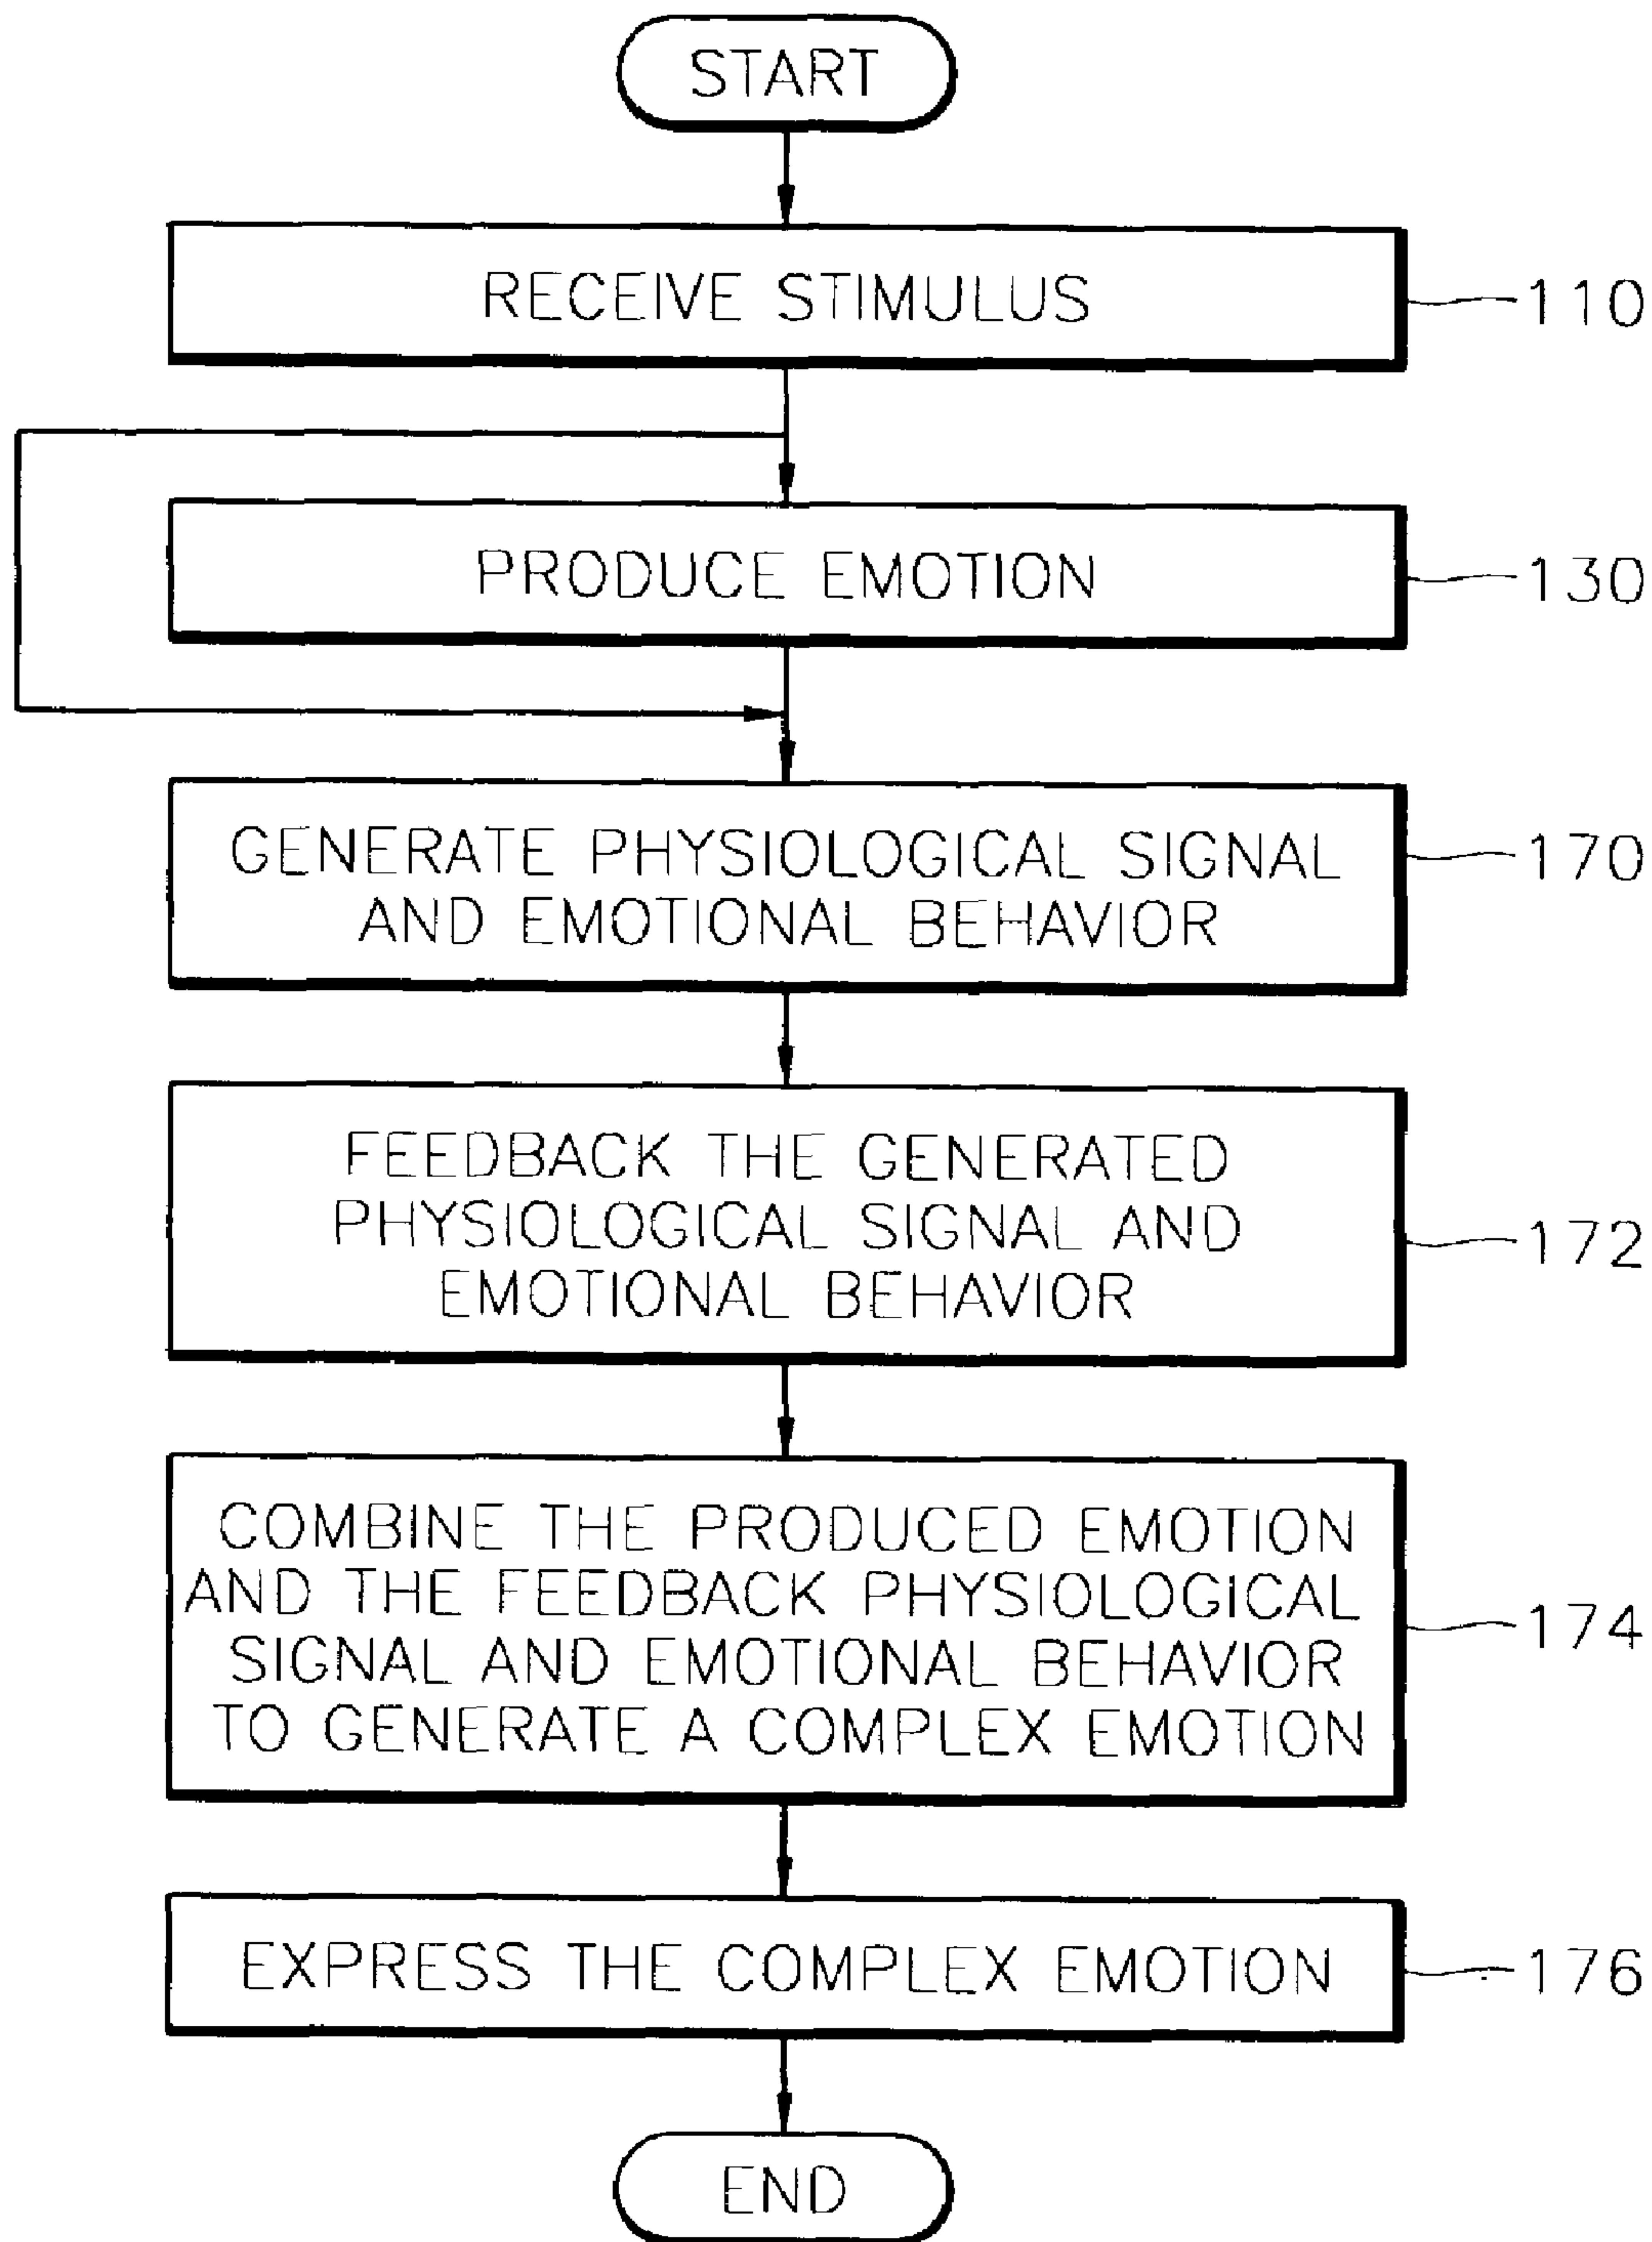 START
RECEIVE STIMULUS
110
PRODUCE EMOTION
130
GENERATE PHYSIOLOGICAL SIGNAL
AND EMOTIONAL BEHAVIOR
170
FEEDBACK THE GENERATED
PHYSIOLOGICAL SIGNAL AND
EMOTIONAL BEHAVIOR
172
COMBINE THE PRODUCED EMOTION
AND THE FEEDBACK PHYSIOLOGICAL
SIGNAL AND EMOTIONAL BEHAVIOR
TO GENERATE A COMPLEX EMOTION
174
EXPRESS THE COMPLEX EMOTION
176
END